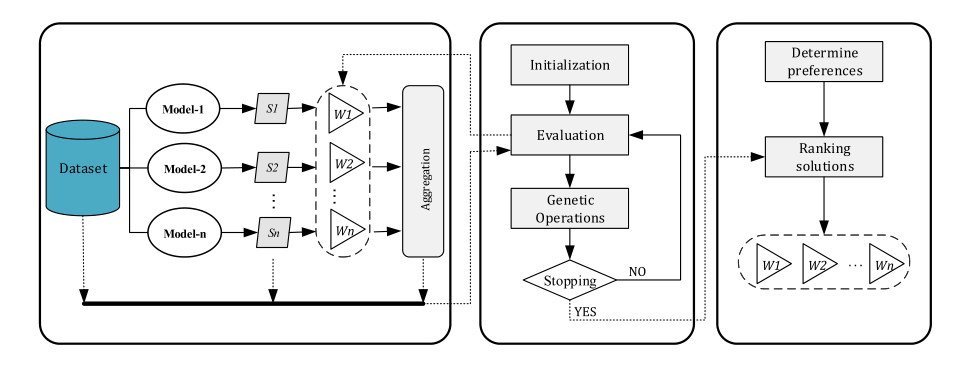 Dataset
Model-1
Model-2
Model-n
S1
S2
⋮
Sn
W1
W2
⋮
Wn
Aggregation
Initialization
Evaluation
Genetic
Operations
Stopping
NO
YES
Determine
preferences
Ranking
solutions
W1 W2 ... Wn